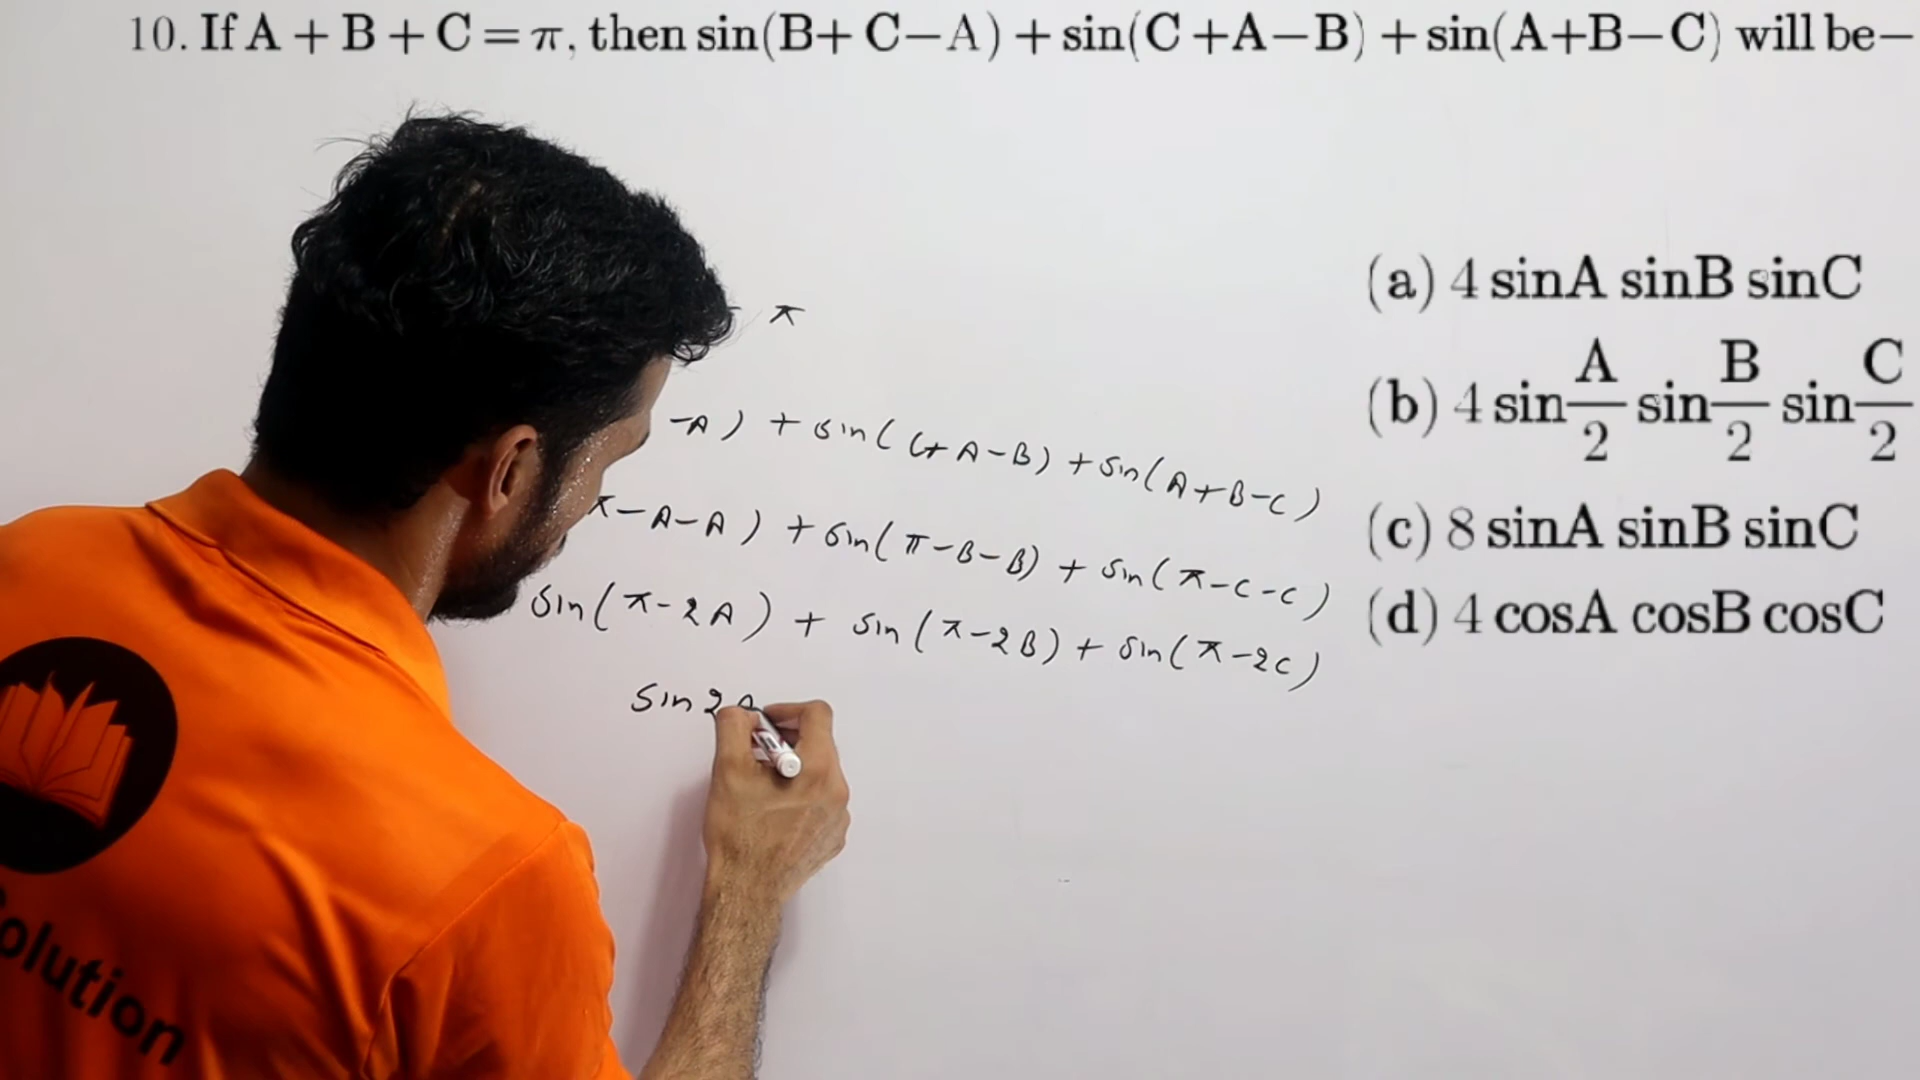 10. If A + B + C = π, then sin(B+ C−A) + sin(C +A−B) + sin(A+B−C) will be−
π
(a) 4 sinA sinB sinC
(b) 4 sin A/2 sin B/2 sin C/2
(c) 8 sinA sinB sinC
(d) 4 cosA cosB cosC
-A) + sin(C+A-B) + sin(A+B-C)
π-A-A) + sin(π-B-B) + sin(π-C-C)
sin(π-2A) + sin(π-2B) + sin(π-2C)
sin2A
olution